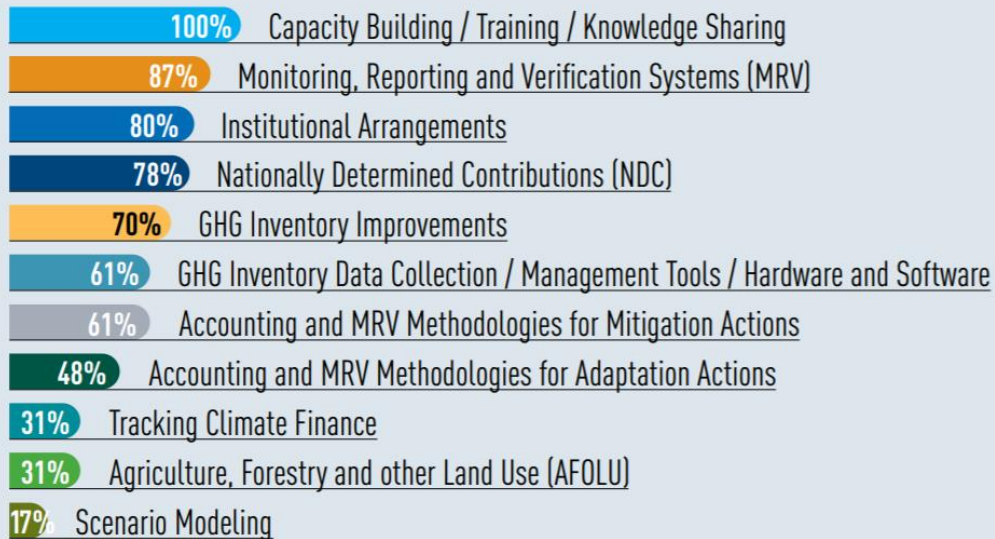 100% Capacity Building / Training / Knowledge Sharing
87% Monitoring, Reporting and Verification Systems (MRV)
80% Institutional Arrangements
78% Nationally Determined Contributions (NDC)
70% GHG Inventory Improvements
61% GHG Inventory Data Collection / Management Tools / Hardware and Software
61% Accounting and MRV Methodologies for Mitigation Actions
48% Accounting and MRV Methodologies for Adaptation Actions
31% Tracking Climate Finance
31% Agriculture, Forestry and other Land Use (AFOLU)
17% Scenario Modeling